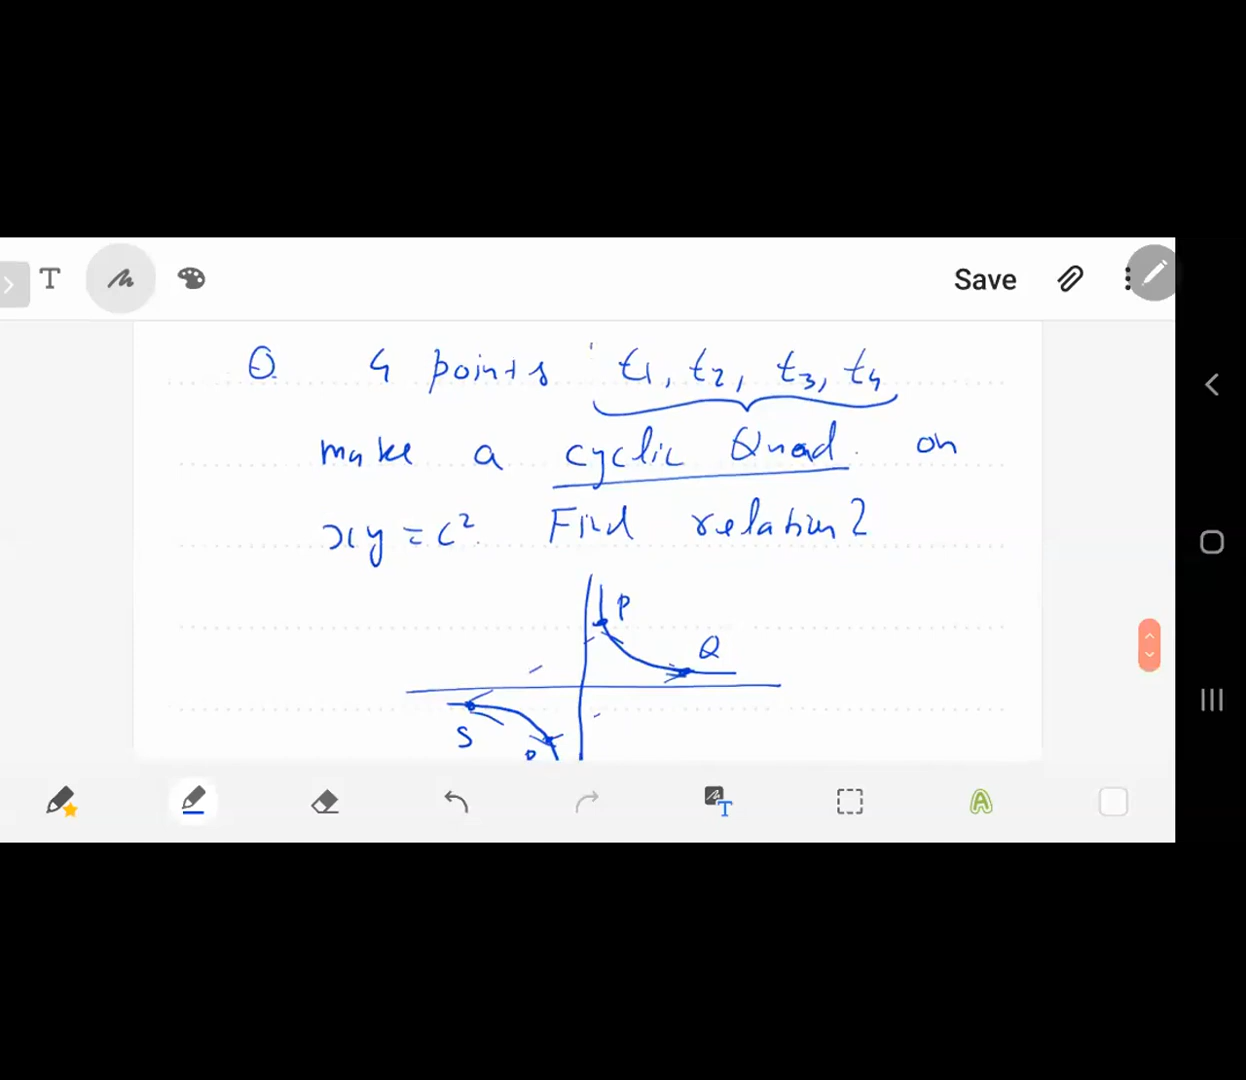 T Save
Q 4 points t1, t2, t3, t4
make a cyclic Quad. on
xy = c². Find relation?
P
Q
S
T
A